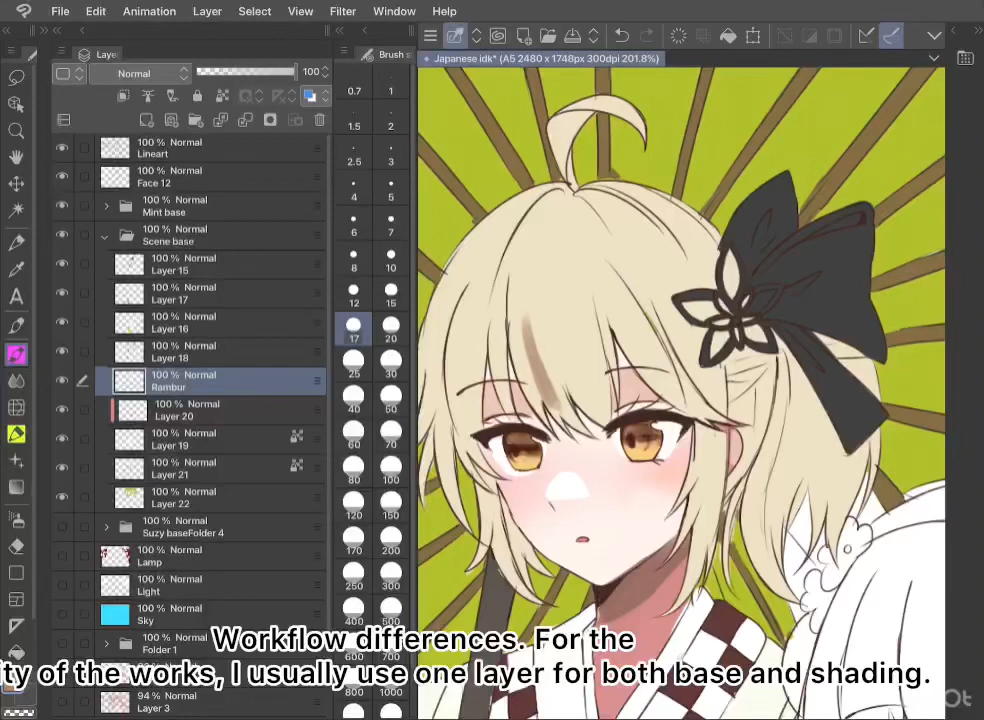 File Edit Animation Layer Select View Filter Window Help
Brush s
Normal 100
Japanese idk* (A5 2480 x 1748px 300dpi 201.8%)
100 % Normal
Lineart
100 % Normal
Face 12
100 % Normal
Mint base
100 % Normal
Scene base
100 % Normal
Layer 15
100 % Normal
Layer 17
100 % Normal
Layer 16
100 % Normal
Layer 18
100 % Normal
Rambur
100 % Normal
Layer 20
100 % Normal
Layer 19
100 % Normal
Layer 21
100 % Normal
Layer 22
100 % Normal
Suzy baseFolder 4
100 % Normal
Lamp
100 % Normal
Light
100 % Normal
Sky
100 % Normal
Folder 1
94 % Normal
Layer 3
0.7 1
1.5 2
2.5 3
4 5
6 7
8 10
12 15
17 20
25 30
40 60
60 70
80 100
120 150
170 200
250 300
400 500
600 700
800 1000
Workflow differences. For the
ity of the works, I usually use one layer for both base and shading.